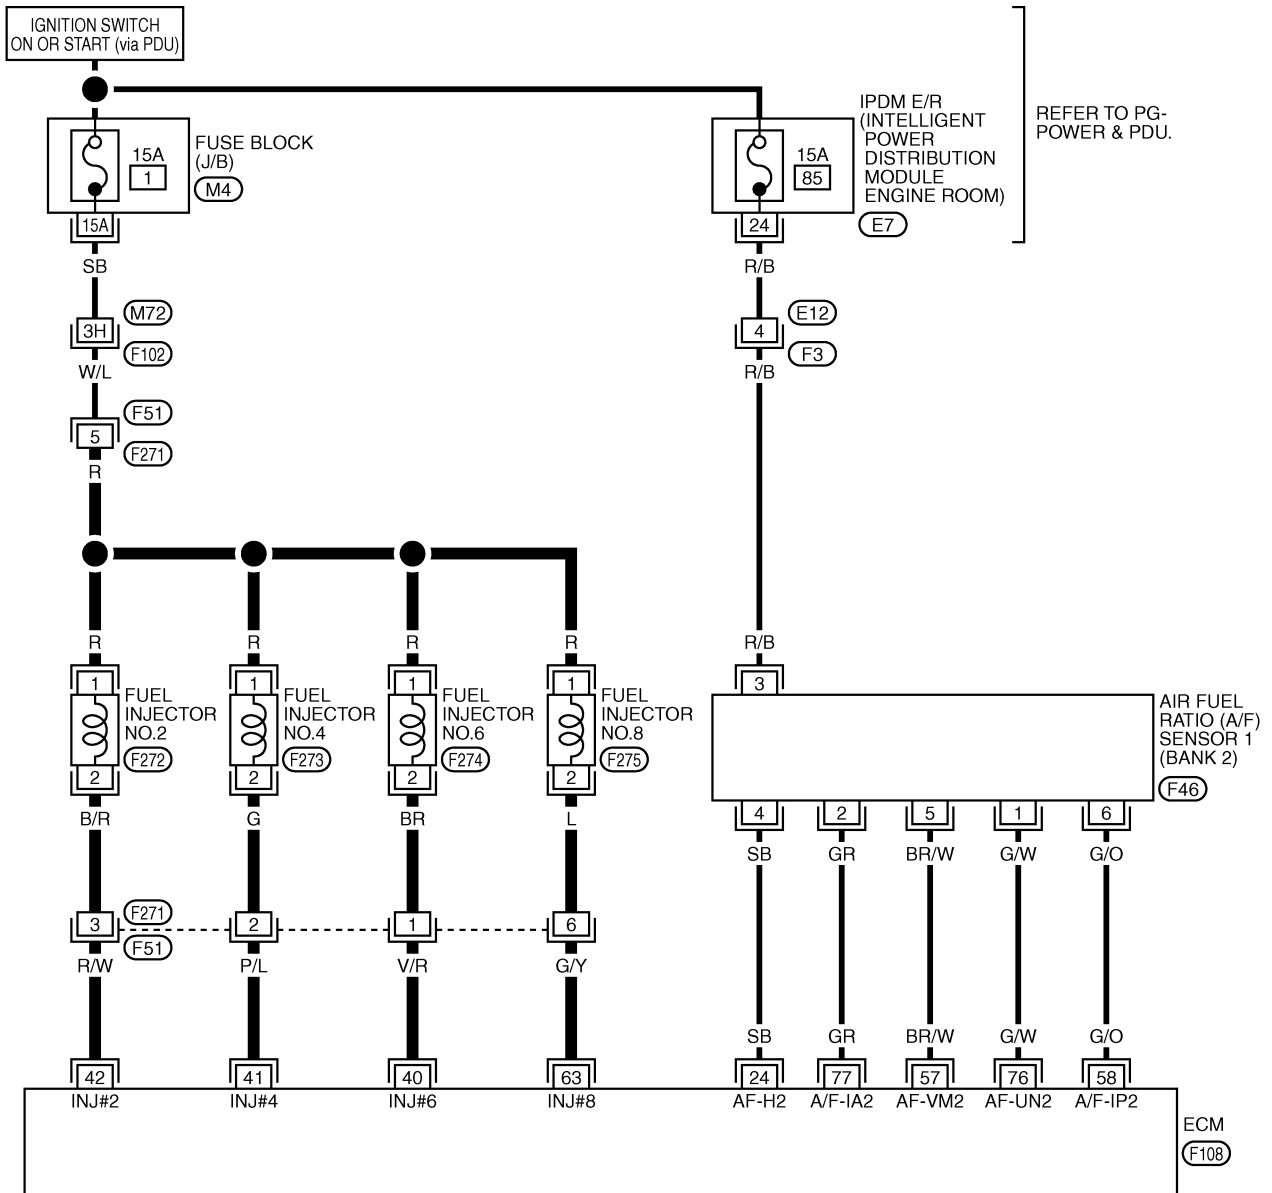 IGNITION SWITCH
ON OR START (via PDU)
FUSE BLOCK
(J/B)
M4
15A
1
15A
IPDM E/R
(INTELLIGENT
POWER
DISTRIBUTION
MODULE
ENGINE ROOM)
E7
15A
85
24
REFER TO PG-
POWER & PDU.
SB
R/B
M72
3H
F102
E12
4
F3
W/L
R/B
F51
5
F271
R
R
R
R
R
R/B
1
1
1
1
3
FUEL
INJECTOR
NO.2
F272
FUEL
INJECTOR
NO.4
F273
FUEL
INJECTOR
NO.6
F274
FUEL
INJECTOR
NO.8
F275
AIR FUEL
RATIO (A/F)
SENSOR 1
(BANK 2)
F46
2
2
2
2
4
2
5
1
6
B/R
G
BR
L
SB
GR
BR/W
G/W
G/O
3
F271
F51
2
1
6
R/W
P/L
V/R
G/Y
SB
GR
BR/W
G/W
G/O
42
41
40
63
24
77
57
76
58
INJ#2
INJ#4
INJ#6
INJ#8
AF-H2
A/F-IA2
AF-VM2
AF-UN2
A/F-IP2
ECM
F108